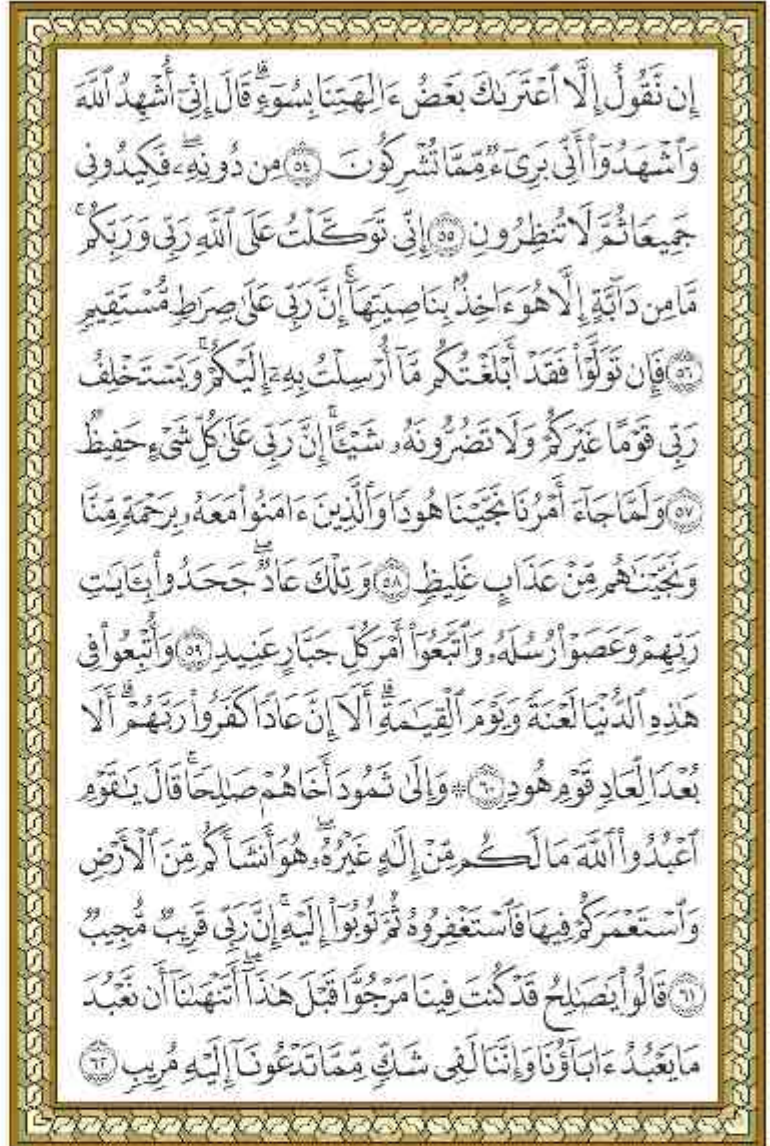 إِن نَّقُولُ إِلَّا ٱعْتَرَىٰكَ بَعْضُ ءَالِهَتِنَا بِسُوٓءٍۗ قَالَ إِنِّىٓ أُشْهِدُ ٱللَّهَ
وَٱشْهَدُوٓا۟ أَنِّى بَرِىٓءٌ مِّمَّا تُشْرِكُونَ ٥٤ مِن دُونِهِۦۖ فَكِيدُونِى
جَمِيعًا ثُمَّ لَا تُنظِرُونِ ٥٥ إِنِّى تَوَكَّلْتُ عَلَى ٱللَّهِ رَبِّى وَرَبِّكُمۚ
مَّا مِن دَآبَّةٍ إِلَّا هُوَ ءَاخِذٌۢ بِنَاصِيَتِهَآۚ إِنَّ رَبِّى عَلَىٰ صِرَٰطٍ مُّسْتَقِيمٍ
٥٦ فَإِن تَوَلَّوْا۟ فَقَدْ أَبْلَغْتُكُم مَّآ أُرْسِلْتُ بِهِۦٓ إِلَيْكُمْۚ وَيَسْتَخْلِفُ
رَبِّى قَوْمًا غَيْرَكُمْ وَلَا تَضُرُّونَهُۥ شَيْـًٔاۚ إِنَّ رَبِّى عَلَىٰ كُلِّ شَىْءٍ حَفِيظٌ
٥٧ وَلَمَّا جَآءَ أَمْرُنَا نَجَّيْنَا هُودًا وَٱلَّذِينَ ءَامَنُوا۟ مَعَهُۥ بِرَحْمَةٍ مِّنَّا
وَنَجَّيْنَٰهُم مِّنْ عَذَابٍ غَلِيظٍ ٥٨ وَتِلْكَ عَادٌۖ جَحَدُوا۟ بِـَٔايَٰتِ
رَبِّهِمْ وَعَصَوْا۟ رُسُلَهُۥ وَٱتَّبَعُوٓا۟ أَمْرَ كُلِّ جَبَّارٍ عَنِيدٍ ٥٩ وَأُتْبِعُوا۟ فِى
هَٰذِهِ ٱلدُّنْيَا لَعْنَةً وَيَوْمَ ٱلْقِيَٰمَةِۗ أَلَآ إِنَّ عَادًا كَفَرُوا۟ رَبَّهُمْۗ أَلَا
بُعْدًا لِّعَادٍ قَوْمِ هُودٍ ٦٠ ۞ وَإِلَىٰ ثَمُودَ أَخَاهُمْ صَٰلِحًاۚ قَالَ يَٰقَوْمِ
ٱعْبُدُوا۟ ٱللَّهَ مَا لَكُم مِّنْ إِلَٰهٍ غَيْرُهُۥۖ هُوَ أَنشَأَكُم مِّنَ ٱلْأَرْضِ
وَٱسْتَعْمَرَكُمْ فِيهَا فَٱسْتَغْفِرُوهُ ثُمَّ تُوبُوٓا۟ إِلَيْهِۚ إِنَّ رَبِّى قَرِيبٌ مُّجِيبٌ
٦١ قَالُوا۟ يَٰصَٰلِحُ قَدْ كُنتَ فِينَا مَرْجُوًّا قَبْلَ هَٰذَآۖ أَتَنْهَىٰنَآ أَن نَّعْبُدَ
مَا يَعْبُدُ ءَابَآؤُنَا وَإِنَّنَا لَفِى شَكٍّ مِّمَّا تَدْعُونَآ إِلَيْهِ مُرِيبٍ ٦٢